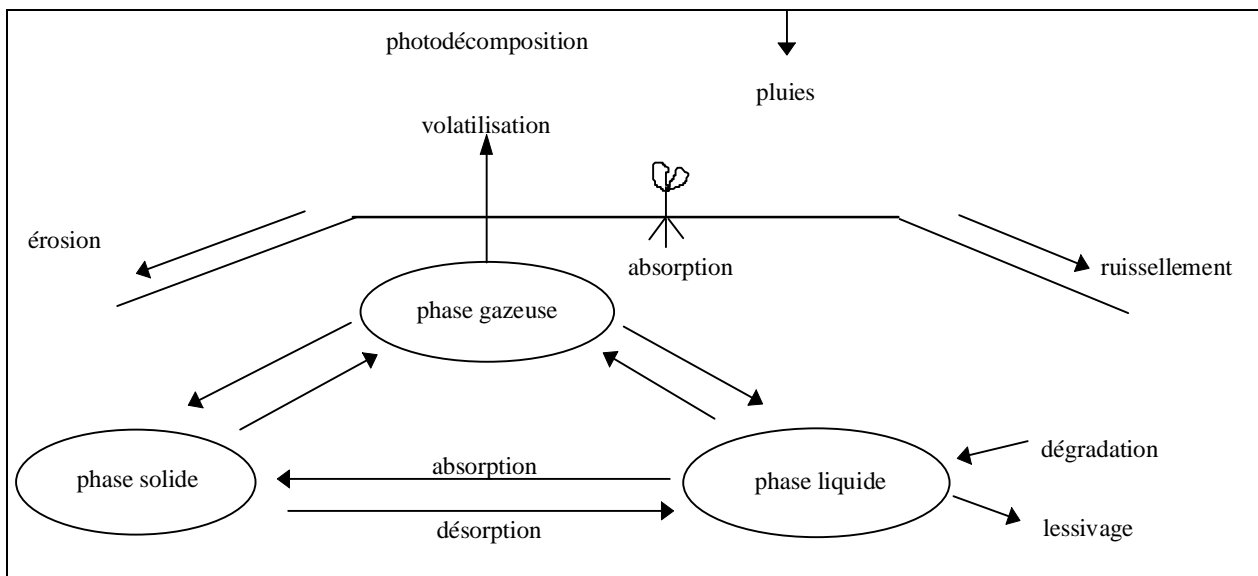 photodécomposition
pluies
volatilisation
érosion
absorption
ruissellement
phase gazeuse
dégradation
absorption
phase solide
phase liquide
désorption
lessivage